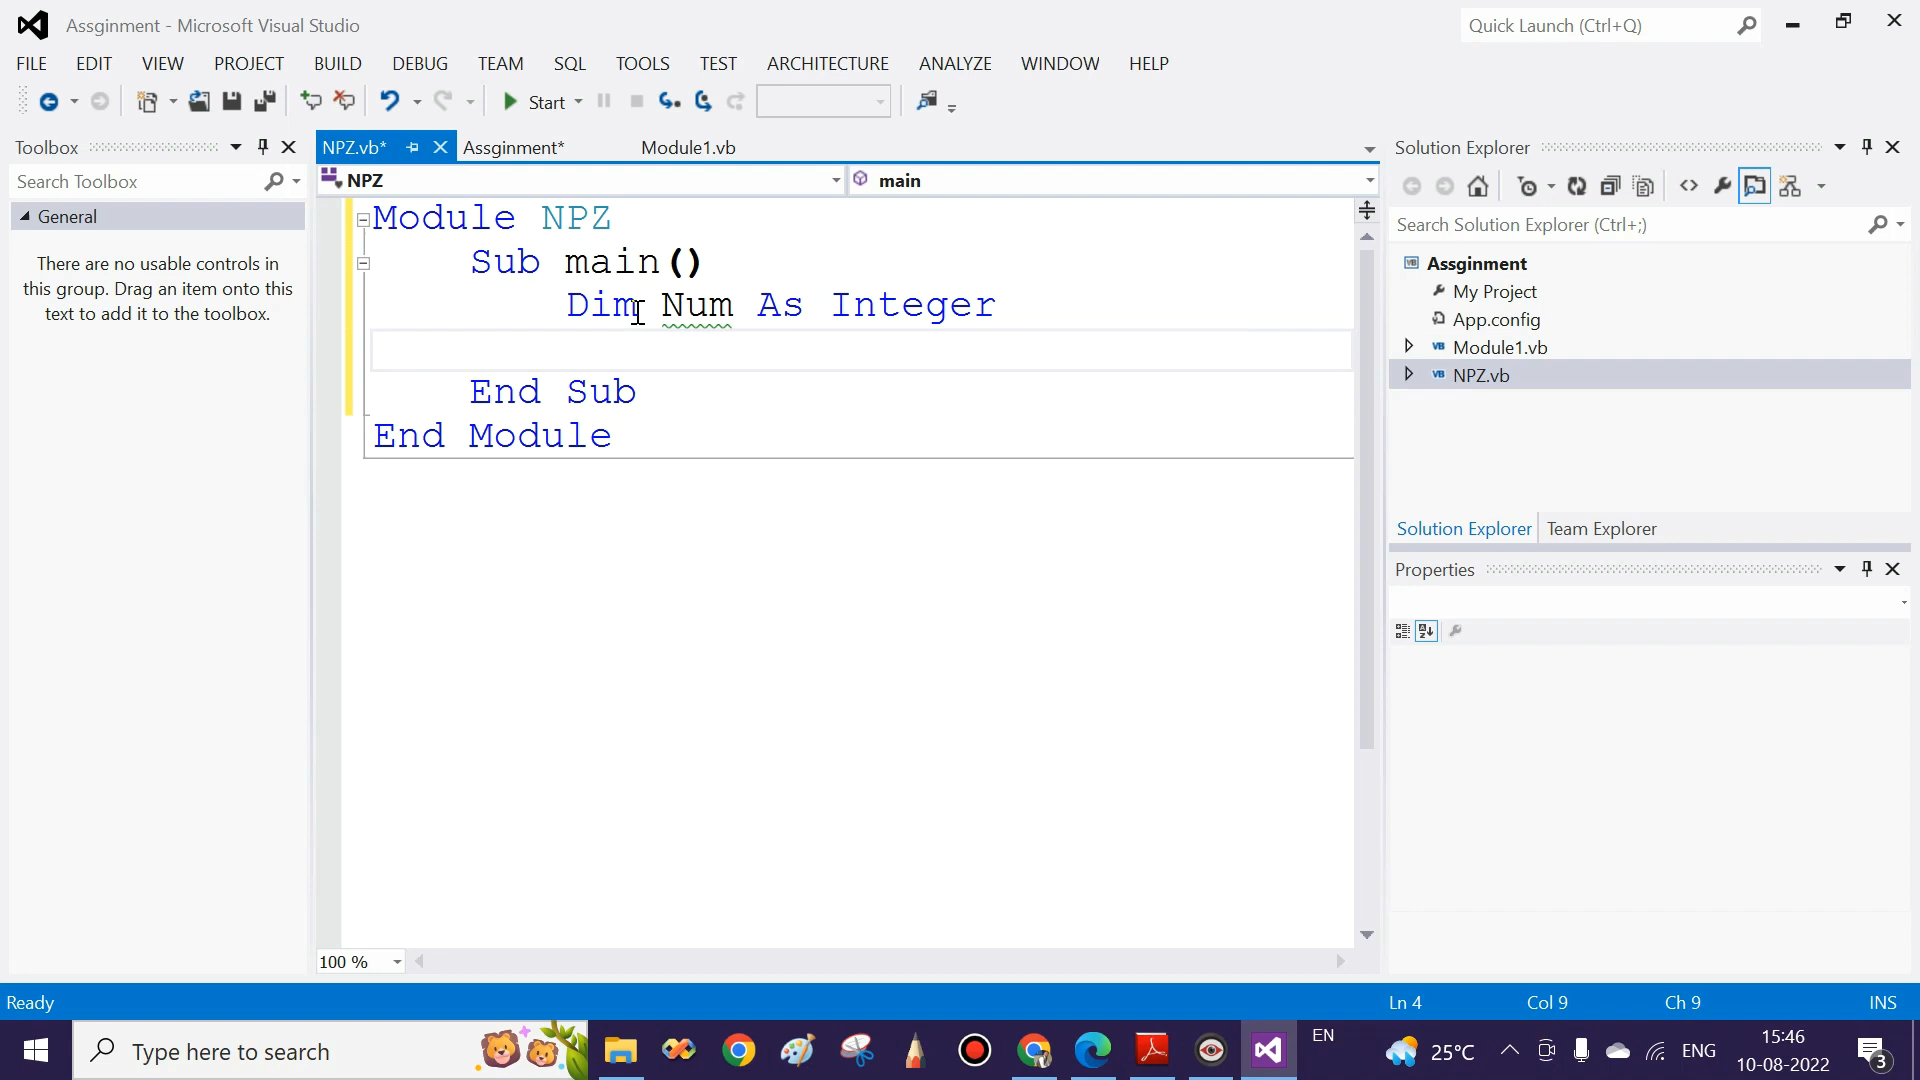 Assginment - Microsoft Visual Studio
Quick Launch (Ctrl+Q)
FILE EDIT VIEW PROJECT BUILD DEBUG TEAM SQL TOOLS TEST ARCHITECTURE ANALYZE WINDOW HELP
Start
Toolbox
NPZ.vb* Assginment* Module1.vb
Solution Explorer
Search Toolbox
NPZ main
General
Search Solution Explorer (Ctrl+;)
There are no usable controls in
this group. Drag an item onto this
text to add it to the toolbox.
Module NPZ
Sub main()
Dim Num As Integer
End Sub
End Module
Assginment
My Project
App.config
VB Module1.vb
VB NPZ.vb
Solution Explorer Team Explorer
Properties
100 %
Ready Ln 4 Col 9 Ch 9 INS
Type here to search
EN
25°C
ENG
15:46
10-08-2022
3